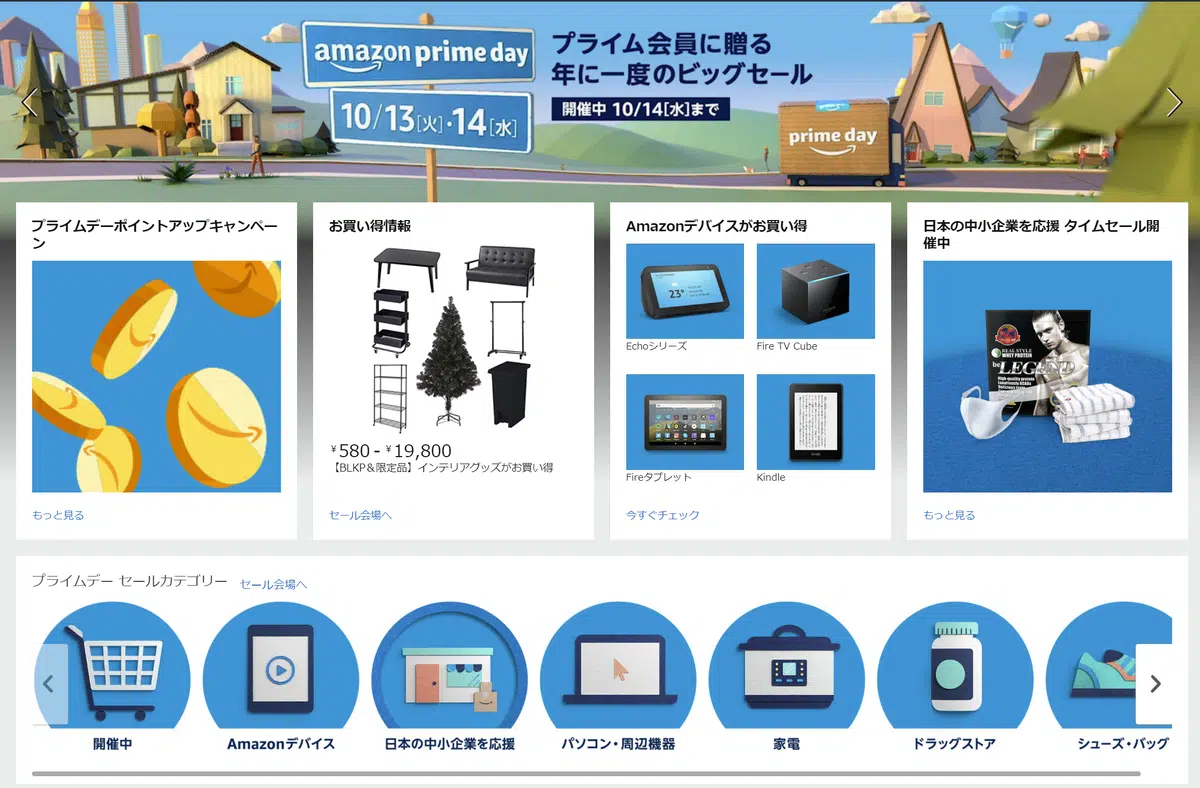 amazon prime day
10/13[火]・14[水]
プライム会員に贈る
年に一度のビッグセール
開催中 10/14[水]まで
prime day
プライムデーポイントアップキャンペー
ン
もっと見る
お買い得情報
¥580 - ¥19,800
【BLKP＆限定品】インテリアグッズがお買い得
セール会場へ
Amazonデバイスがお買い得
23°
Echoシリーズ
Fire TV Cube
Fireタブレット
Kindle
今すぐチェック
日本の中小企業を応援 タイムセール開
催中
REAL STYLE
WHEY PROTEIN
be LEGEND
High-quality protein
もっと見る
プライムデー セールカテゴリー
セール会場へ
開催中
Amazonデバイス
日本の中小企業を応援
パソコン・周辺機器
家電
ドラッグストア
シューズ・バッグ